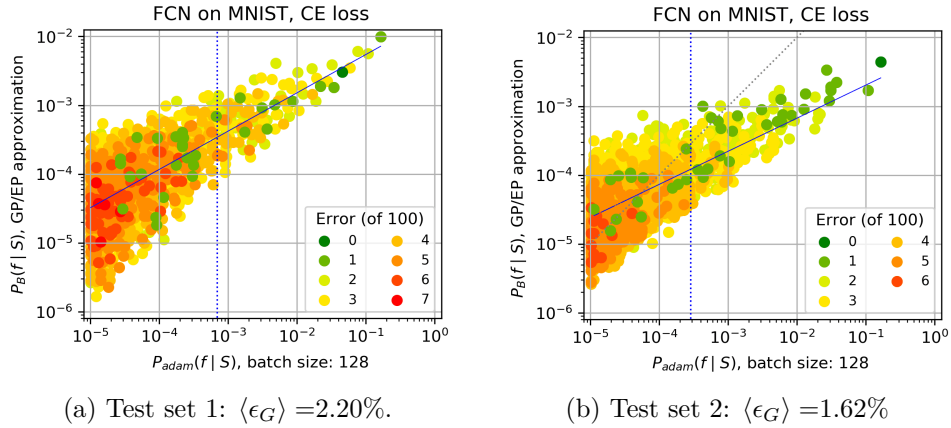 FCN on MNIST, CE loss
10⁻²
10⁻³
10⁻⁴
10⁻⁵
10⁻⁶
P_B(f | S), GP/EP approximation
Error (of 100)
0 4
1 5
2 6
3 7
10⁻⁵ 10⁻⁴ 10⁻³ 10⁻² 10⁻¹ 10⁰
P_adam(f | S), batch size: 128
(a) Test set 1: ⟨ϵ_G⟩ =2.20%.
FCN on MNIST, CE loss
10⁻²
10⁻³
10⁻⁴
10⁻⁵
10⁻⁶
P_B(f | S), GP/EP approximation
Error (of 100)
0 4
1 5
2 6
3
10⁻⁵ 10⁻⁴ 10⁻³ 10⁻² 10⁻¹ 10⁰
P_adam(f | S), batch size: 128
(b) Test set 2: ⟨ϵ_G⟩ =1.62%